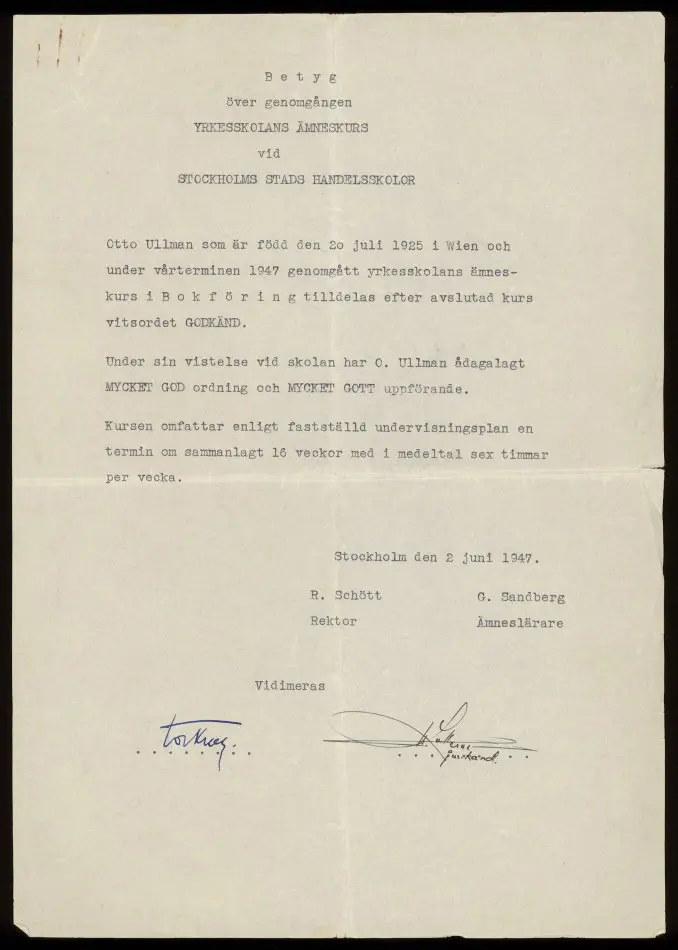 B e t y g
över genomgången
YRKESSKOLANS ÄMNESKURS
vid
STOCKHOLMS STADS HANDELSSKOLOR
Otto Ullman som är född den 2o juli 1925 i Wien och
under vårterminen 1947 genomgått yrkesskolans ämnes-
kurs i B o k f ö r i n g tilldelas efter avslutad kurs
vitsordet GODKÄND.
Under sin vistelse vid skolan har O. Ullman ådagalagt
MYCKET GOD ordning och MYCKET GOTT uppförande.
Kursen omfattar enligt fastställd undervisningsplan en
termin om sammanlagt 16 veckor med i medeltal sex timmar
per vecka.
Stockholm den 2 juni 1947.
R. Schött G. Sandberg
Rektor Ämneslärare
Vidimeras